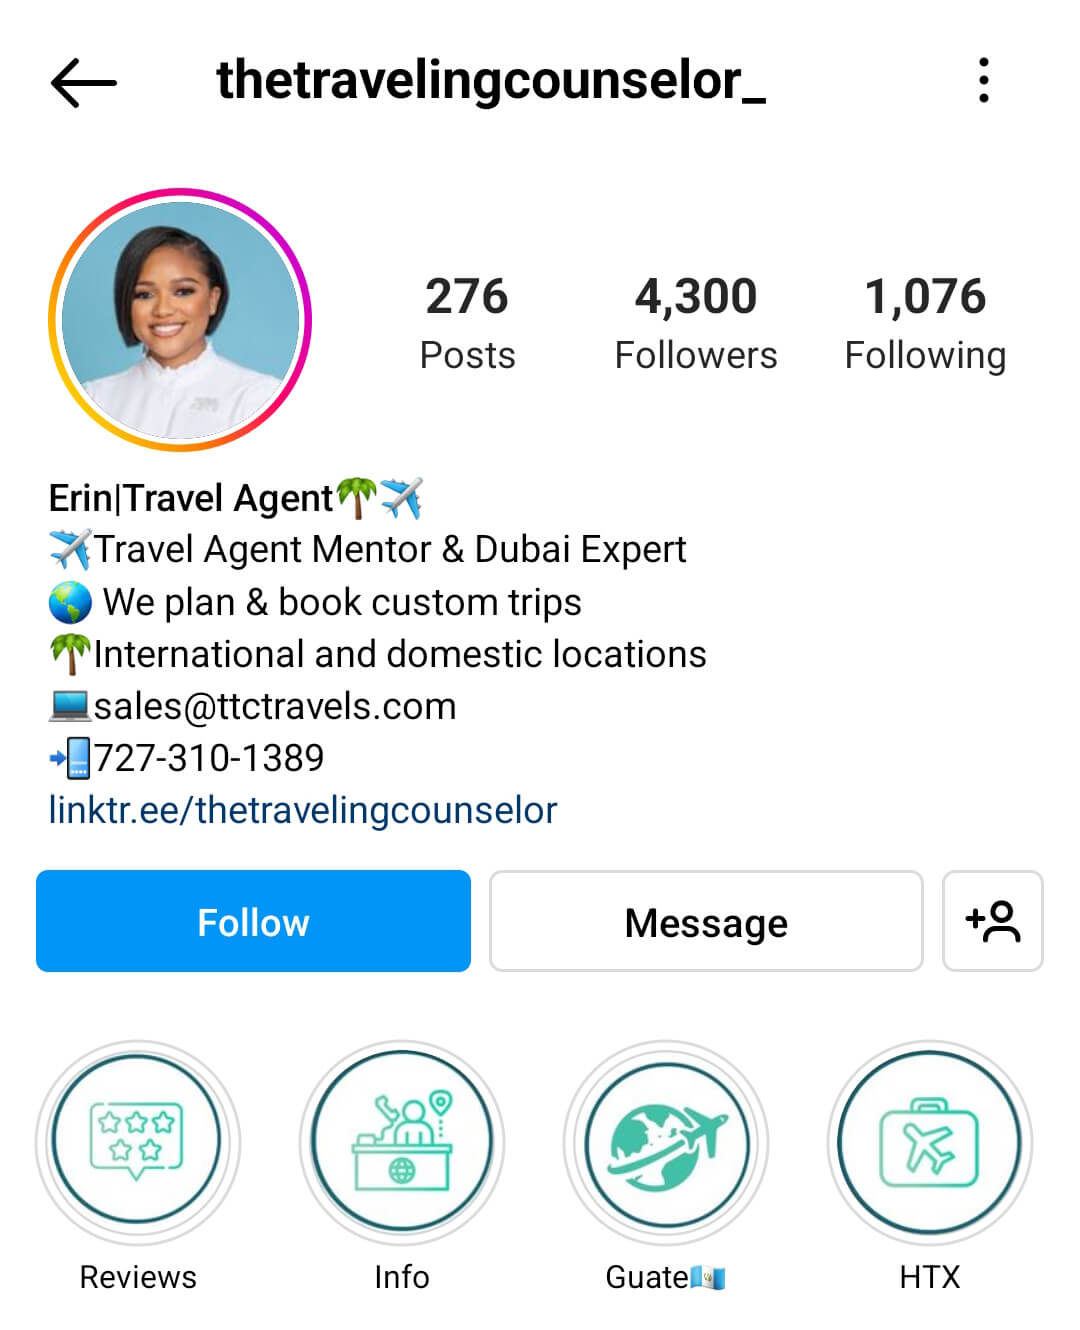 thetravelingcounselor_
276 4,300 1,076
Posts Followers Following
Erin|Travel Agent🌴✈️
✈️Travel Agent Mentor & Dubai Expert
🌎 We plan & book custom trips
🌴International and domestic locations
💻sales@ttctravels.com
📲727-310-1389
linktr.ee/thetravelingcounselor
Follow Message
Reviews Info Guate🇬🇹 HTX